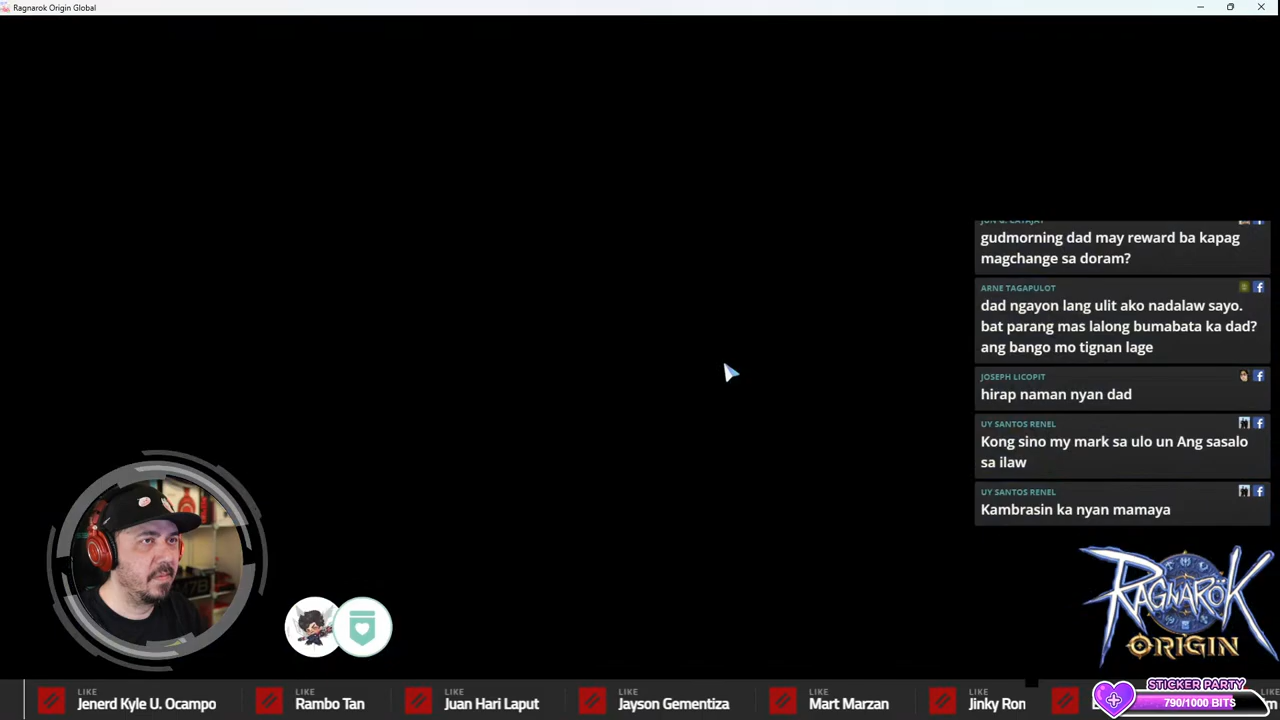 Ragnarok Origin Global
gudmorning dad may reward ba kapag
magchange sa doram?
ARNE TAGAPULOT
dad ngayon lang ulit ako nadalaw sayo.
bat parang mas lalong bumabata ka dad?
ang bango mo tignan lage
JOSEPH LICOPIT
hirap naman nyan dad
UY SANTOS RENEL
Kong sino my mark sa ulo un Ang sasalo
sa ilaw
UY SANTOS RENEL
Kambrasin ka nyan mamaya
RAGNAROK
ORIGIN
LIKE
Jenerd Kyle U. Ocampo
LIKE
Rambo Tan
LIKE
Juan Hari Laput
LIKE
Jayson Gementiza
LIKE
Mart Marzan
LIKE
Jinky Ron
STICKER PARTY
790/1000 BITS